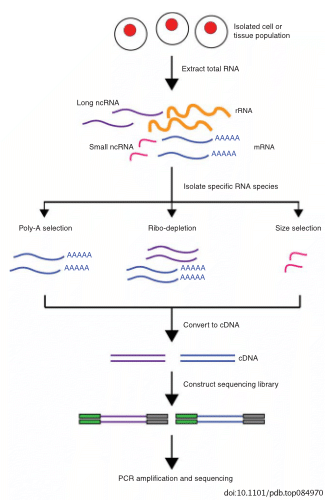 Isolated cell or
tissue population
Extract total RNA
Long ncRNA
rRNA
AAAAA
Small ncRNA
mRNA
AAAAA
Isolate specific RNA species
Poly-A selection
Ribo-depletion
Size selection
AAAAA
AAAAA
AAAAA
AAAAA
Convert to cDNA
cDNA
Construct sequencing library
PCR amplification and sequencing
doi:10.1101/pdb.top084970